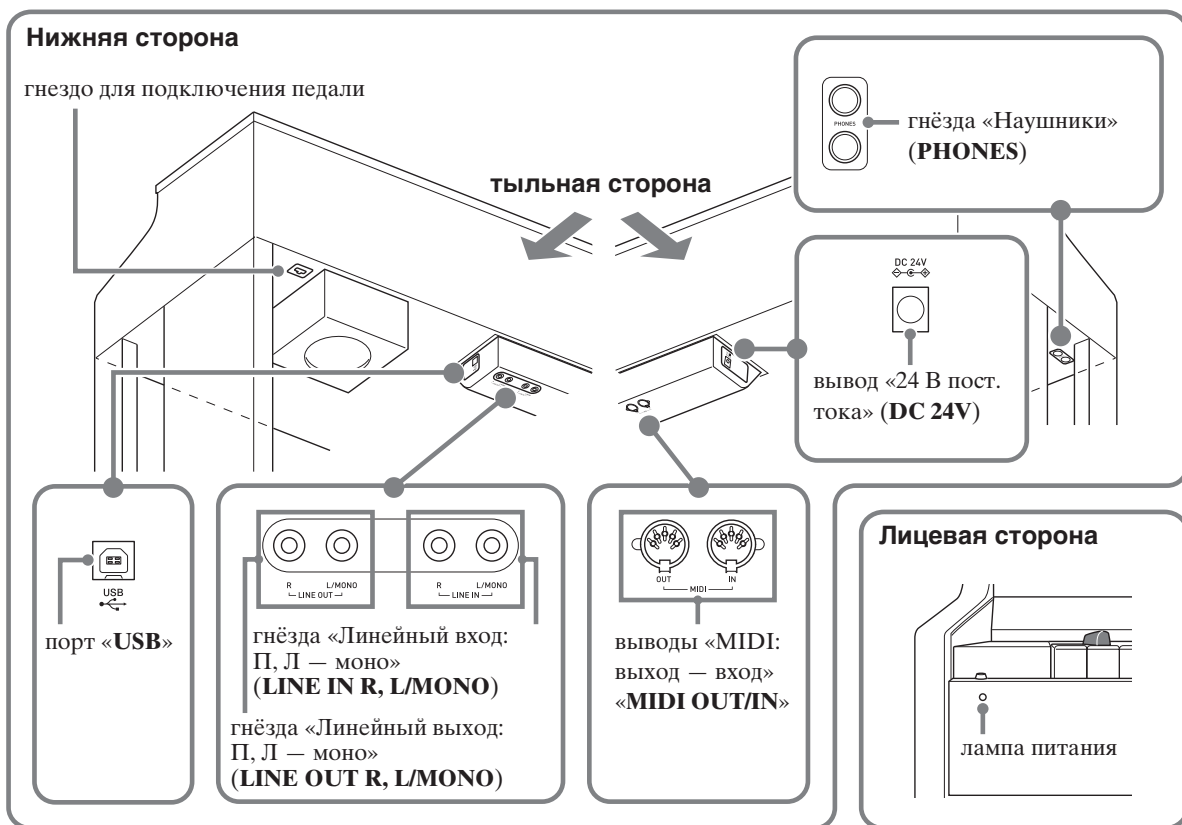 Нижняя сторона
гнездо для подключения педали
тыльная сторона
PHONES
гнёзда «Наушники»
(PHONES)
DC 24V
вывод «24 В пост.
тока» (DC 24V)
USB
порт «USB»
R L/MONO
LINE OUT
R L/MONO
LINE IN
гнёзда «Линейный вход:
П, Л — моно»
(LINE IN R, L/MONO)
гнёзда «Линейный выход:
П, Л — моно»
(LINE OUT R, L/MONO)
OUT IN
MIDI
выводы «MIDI:
выход — вход»
«MIDI OUT/IN»
Лицевая сторона
лампа питания